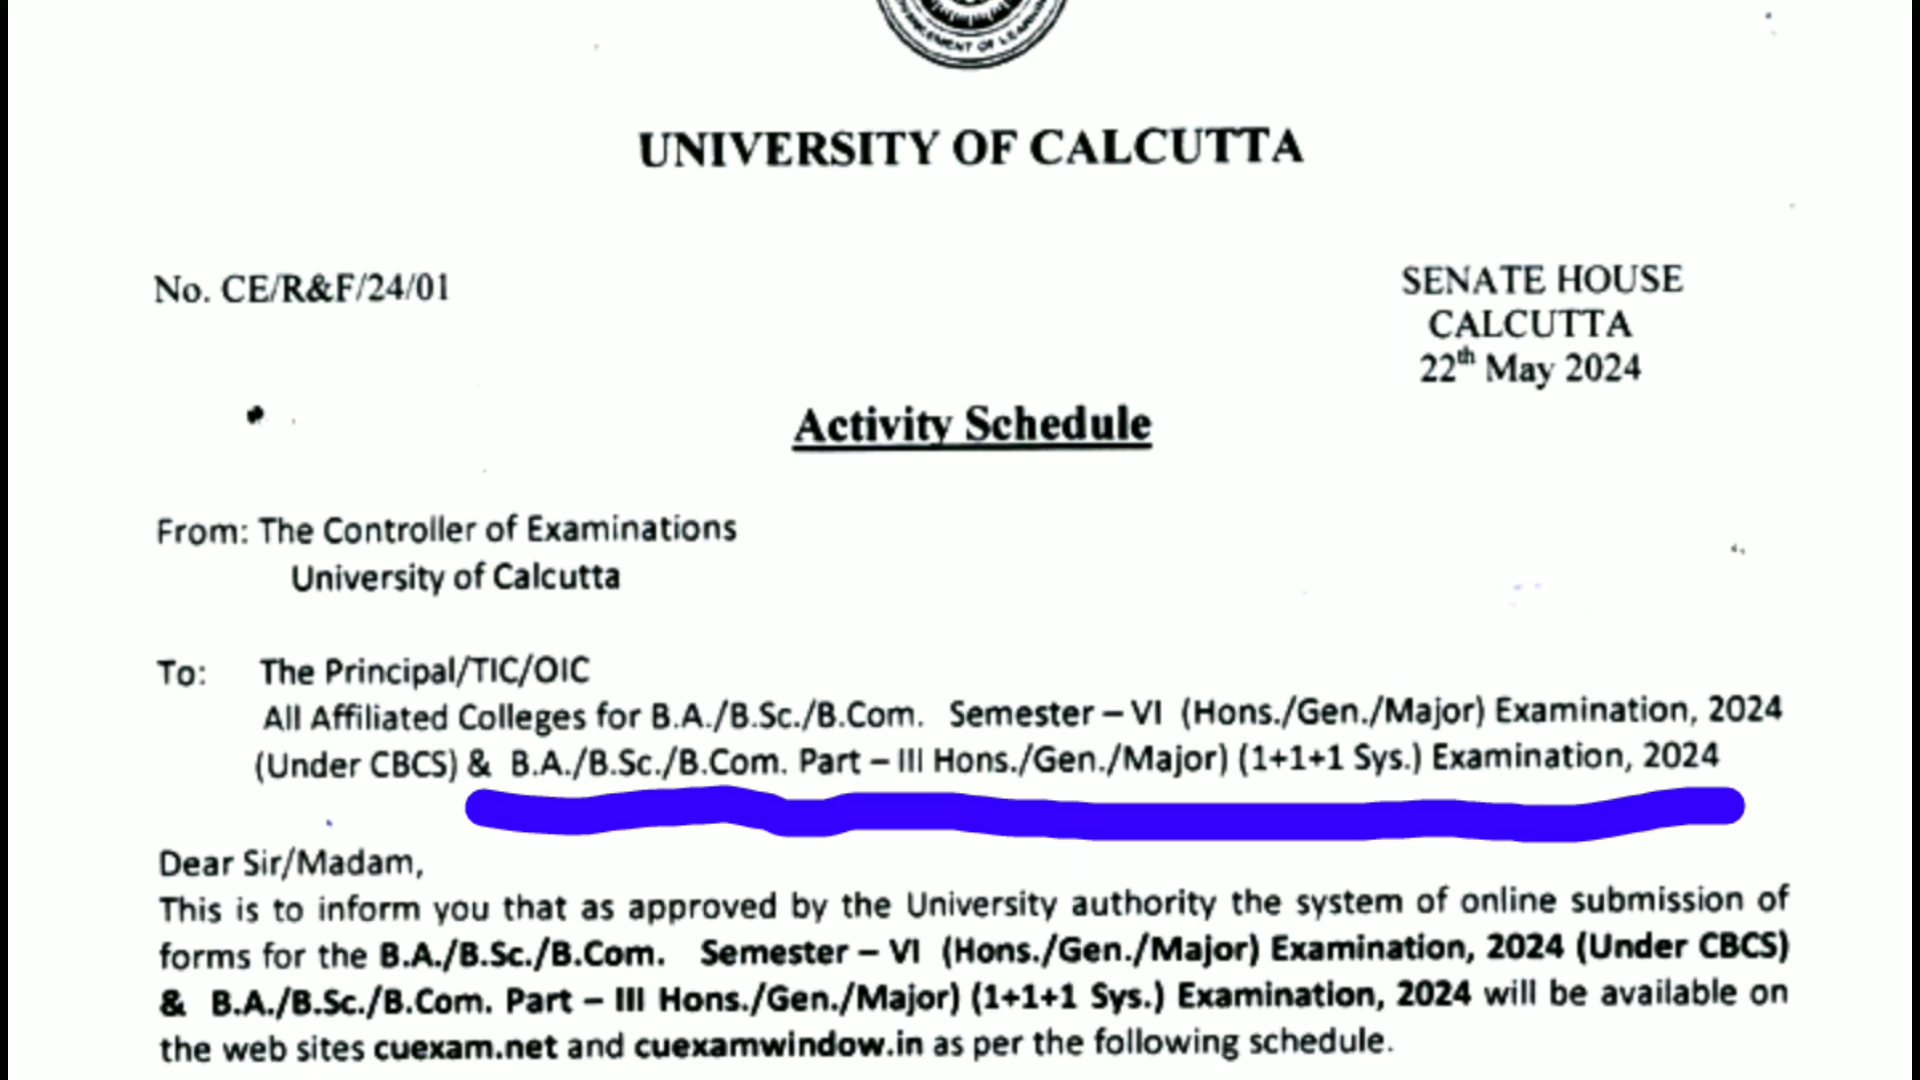 ANCEMENT OF LEARN
UNIVERSITY OF CALCUTTA
No. CE/R&F/24/01
SENATE HOUSE
CALCUTTA
22th May 2024
Activity Schedule
From: The Controller of Examinations
University of Calcutta
To: The Principal/TIC/OIC
All Affiliated Colleges for B.A./B.Sc./B.Com. Semester – VI (Hons./Gen./Major) Examination, 2024
(Under CBCS) & B.A./B.Sc./B.Com. Part – III Hons./Gen./Major) (1+1+1 Sys.) Examination, 2024
Dear Sir/Madam,
This is to inform you that as approved by the University authority the system of online submission of
forms for the B.A./B.Sc./B.Com. Semester – VI (Hons./Gen./Major) Examination, 2024 (Under CBCS)
& B.A./B.Sc./B.Com. Part – III Hons./Gen./Major) (1+1+1 Sys.) Examination, 2024 will be available on
the web sites cuexam.net and cuexamwindow.in as per the following schedule.